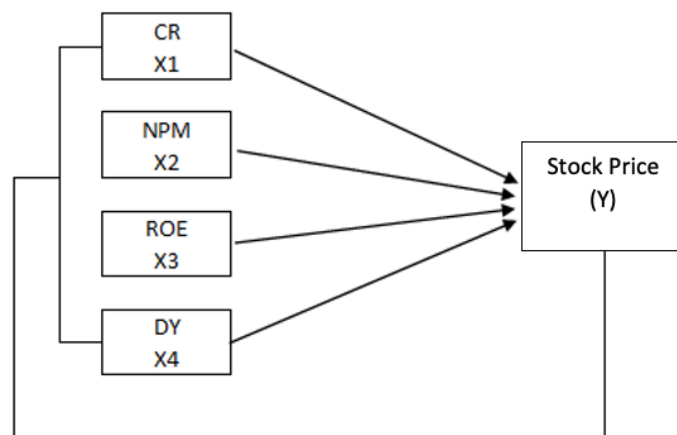 CR
X1
NPM
X2
ROE
X3
DY
X4
Stock Price
(Y)